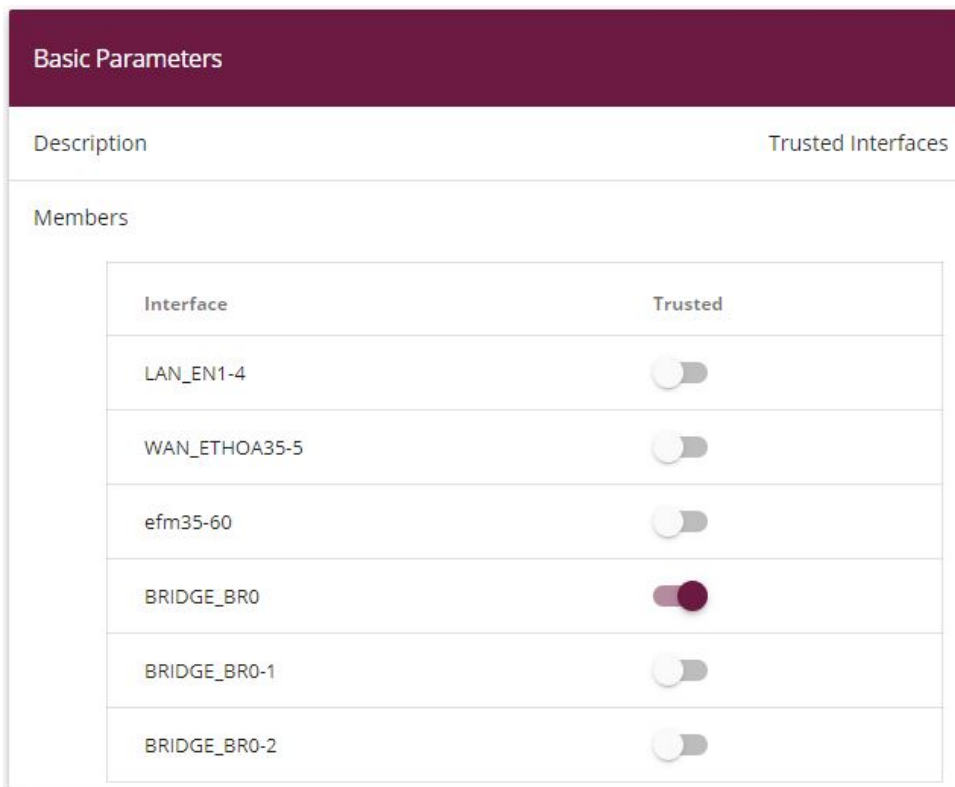 Basic Parameters
Description Trusted Interfaces
Members
Interface Trusted
LAN_EN1-4
WAN_ETHOA35-5
efm35-60
BRIDGE_BR0
BRIDGE_BR0-1
BRIDGE_BR0-2